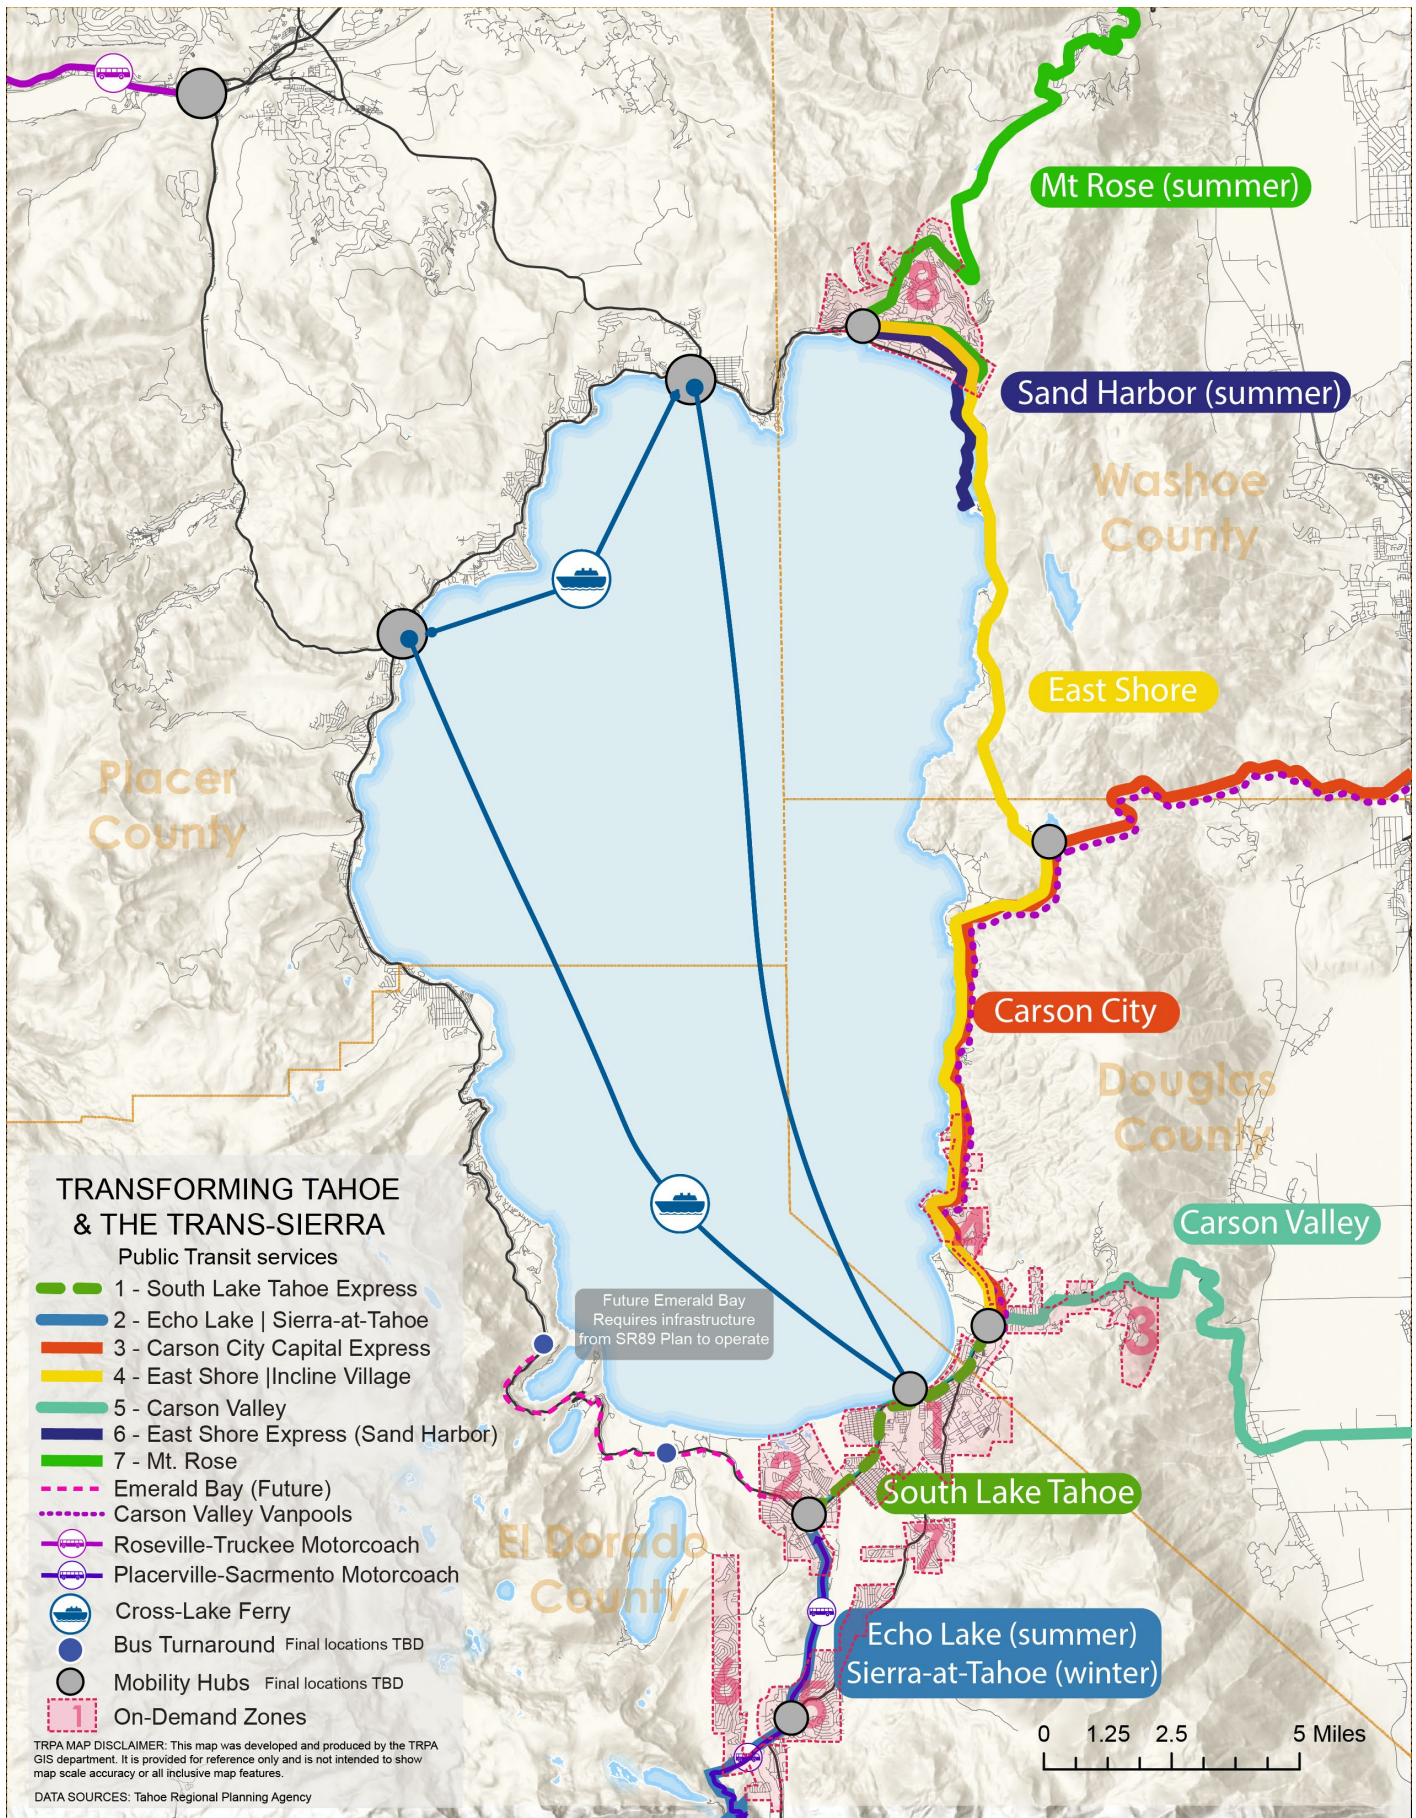 8
Mt Rose (summer)
Sand Harbor (summer)
Washoe
County
East Shore
Placer
County
Carson City
Douglas
County
4
Carson Valley
3
Future Emerald Bay
Requires infrastructure
from SR89 Plan to operate
1
2
South Lake Tahoe
7
El Dorado
County
Echo Lake (summer)
Sierra-at-Tahoe (winter)
6
5
0 1.25 2.5 5 Miles
TRANSFORMING TAHOE
& THE TRANS-SIERRA
Public Transit services
1 - South Lake Tahoe Express
2 - Echo Lake | Sierra-at-Tahoe
3 - Carson City Capital Express
4 - East Shore |Incline Village
5 - Carson Valley
6 - East Shore Express (Sand Harbor)
7 - Mt. Rose
Emerald Bay (Future)
Carson Valley Vanpools
Roseville-Truckee Motorcoach
Placerville-Sacrmento Motorcoach
Cross-Lake Ferry
Bus Turnaround Final locations TBD
Mobility Hubs Final locations TBD
1 On-Demand Zones
TRPA MAP DISCLAIMER: This map was developed and produced by the TRPA
GIS department. It is provided for reference only and is not intended to show
map scale accuracy or all inclusive map features.
DATA SOURCES: Tahoe Regional Planning Agency